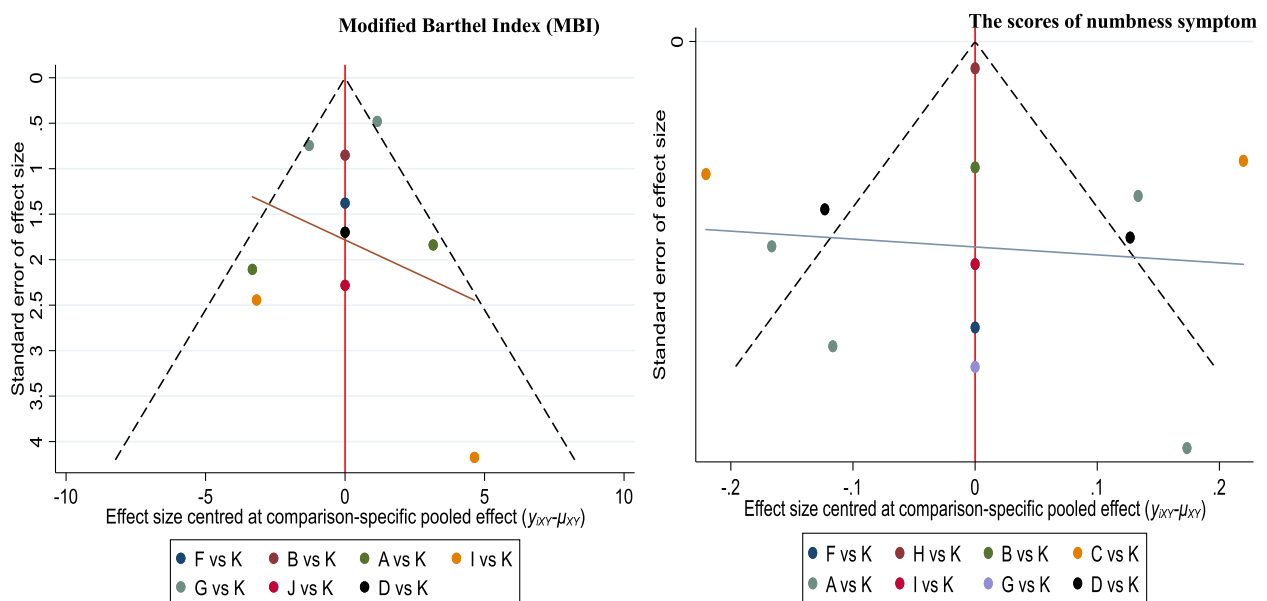 Modified Barthel Index (MBI)
Standard error of effect size
0
.5
1
1.5
2
2.5
3
3.5
4
-10 -5 0 5 10
Effect size centred at comparison-specific pooled effect (yiXY-μXY)
F vs K B vs K A vs K I vs K
G vs K J vs K D vs K
The scores of numbness symptom
Standard error of effect size
0
-.2 -.1 0 .1 .2
Effect size centred at comparison-specific pooled effect (yiXY-μXY)
F vs K H vs K B vs K C vs K
A vs K I vs K G vs K D vs K